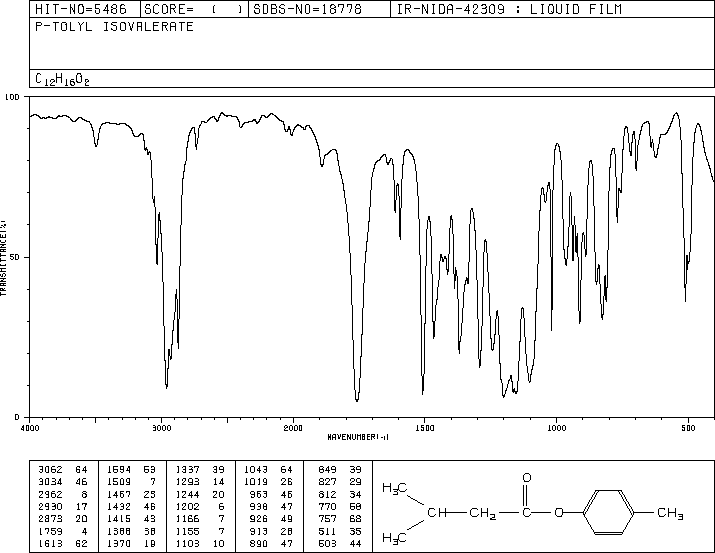 HIT-NO=5486 SCORE= ( ) SDBS-NO=18778 IR-NIDA-42309 : LIQUID FILM
P-TOLYL ISOVALERATE
C12H16O2
100
50
0
TRANSMITTANCE(%)
4000 3000 2000 1500 1000 500
WAVENUMBER(-1)
3062 64 1594 53 1337 39 1043 64 849 39
3034 46 1509 7 1293 14 1019 26 827 29
2962 8 1467 23 1244 20 963 46 812 34
2930 17 1432 46 1202 6 938 47 770 58
2873 20 1415 43 1166 7 926 49 757 68
1759 4 1388 38 1155 7 913 28 511 35
1613 62 1370 19 1103 10 890 47 503 44
O
H3C
CH CH2 C O CH3
H3C